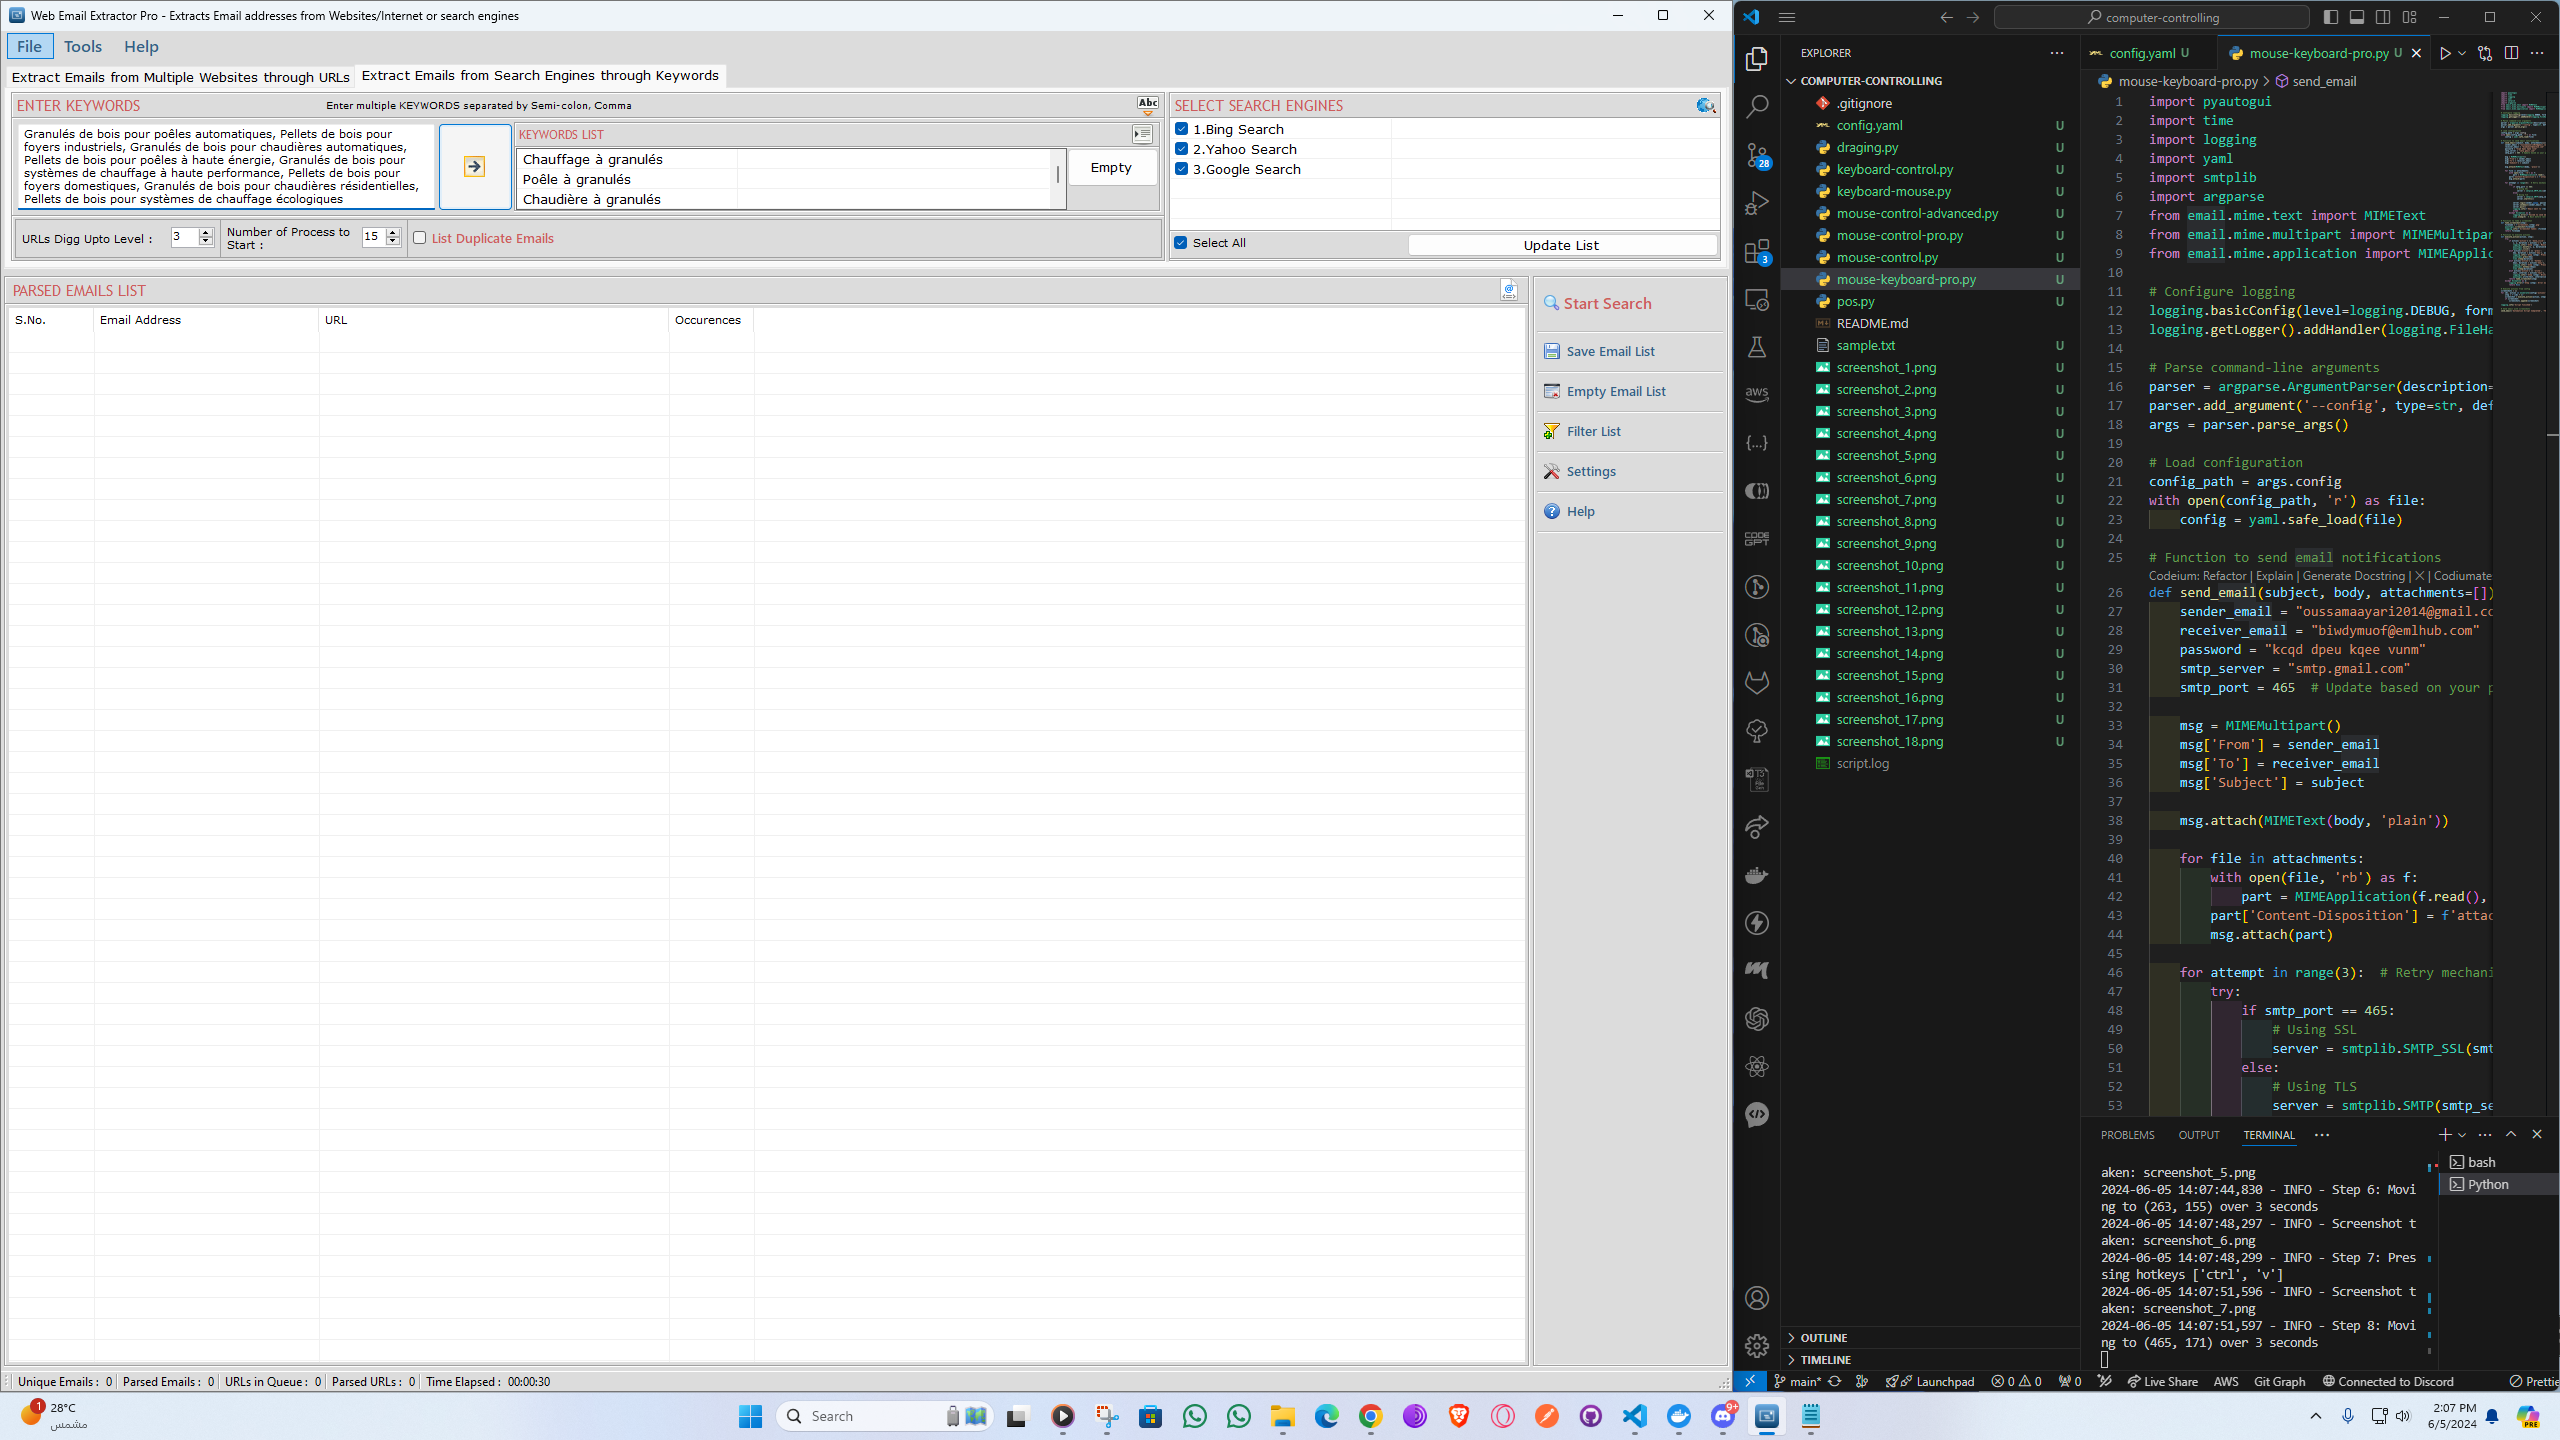 Web Email Extractor Pro - Extracts Email addresses from Websites/Internet or search engines
File Tools Help
Extract Emails from Multiple Websites through URLs
Extract Emails from Search Engines through Keywords
ENTER KEYWORDS
Enter multiple KEYWORDS separated by Semi-colon, Comma
Abc
Granulés de bois pour poêles automatiques, Pellets de bois pour
foyers industriels, Granulés de bois pour chaudières automatiques,
Pellets de bois pour poêles à haute énergie, Granulés de bois pour
systèmes de chauffage à haute performance, Pellets de bois pour
foyers domestiques, Granulés de bois pour chaudières résidentielles,
Pellets de bois pour systèmes de chauffage écologiques
KEYWORDS LIST
Chauffage à granulés
Poêle à granulés
Chaudière à granulés
Empty
URLs Digg Upto Level : 3
Number of Process to
Start : 15
List Duplicate Emails
SELECT SEARCH ENGINES
1.Bing Search
2.Yahoo Search
3.Google Search
Select All
Update List
PARSED EMAILS LIST
S.No. Email Address URL Occurences
Start Search
Save Email List
Empty Email List
Filter List
Settings
Help
Unique Emails : 0 Parsed Emails : 0 URLs in Queue : 0 Parsed URLs : 0 Time Elapsed : 00:00:30
computer-controlling
EXPLORER
COMPUTER-CONTROLLING
.gitignore
config.yaml U
draging.py U
keyboard-control.py U
keyboard-mouse.py U
mouse-control-advanced.py U
mouse-control-pro.py U
mouse-control.py U
mouse-keyboard-pro.py U
pos.py U
README.md
sample.txt U
screenshot_1.png U
screenshot_2.png U
screenshot_3.png U
screenshot_4.png U
screenshot_5.png U
screenshot_6.png U
screenshot_7.png U
screenshot_8.png U
screenshot_9.png U
screenshot_10.png U
screenshot_11.png U
screenshot_12.png U
screenshot_13.png U
screenshot_14.png U
screenshot_15.png U
screenshot_16.png U
screenshot_17.png U
screenshot_18.png U
script.log
OUTLINE
TIMELINE
28
3
aws
CODE
GPT
config.yaml U
mouse-keyboard-pro.py U
mouse-keyboard-pro.py > send_email
1 import pyautogui
2 import time
3 import logging
4 import yaml
5 import smtplib
6 import argparse
7 from email.mime.text import MIMEText
8 from email.mime.multipart import MIMEMultipar
9 from email.mime.application import MIMEApplic
10
11 # Configure logging
12 logging.basicConfig(level=logging.DEBUG, form
13 logging.getLogger().addHandler(logging.FileHa
14
15 # Parse command-line arguments
16 parser = argparse.ArgumentParser(description=
17 parser.add_argument('--config', type=str, def
18 args = parser.parse_args()
19
20 # Load configuration
21 config_path = args.config
22 with open(config_path, 'r') as file:
23 config = yaml.safe_load(file)
24
25 # Function to send email notifications
Codeium: Refactor | Explain | Generate Docstring | X | Codiumate
26 def send_email(subject, body, attachments=[])
27 sender_email = "oussamaayari2014@gmail.co
28 receiver_email = "biwdymuof@emlhub.com"
29 password = "kcqd dpeu kqee vunm"
30 smtp_server = "smtp.gmail.com"
31 smtp_port = 465 # Update based on your p
32
33 msg = MIMEMultipart()
34 msg['From'] = sender_email
35 msg['To'] = receiver_email
36 msg['Subject'] = subject
37
38 msg.attach(MIMEText(body, 'plain'))
39
40 for file in attachments:
41 with open(file, 'rb') as f:
42 part = MIMEApplication(f.read(),
43 part['Content-Disposition'] = f'attac
44 msg.attach(part)
45
46 for attempt in range(3): # Retry mechani
47 try:
48 if smtp_port == 465:
49 # Using SSL
50 server = smtplib.SMTP_SSL(smt
51 else:
52 # Using TLS
53 server = smtplib.SMTP(smtp_se
PROBLEMS OUTPUT TERMINAL
bash
Python
aken: screenshot_5.png
2024-06-05 14:07:44,830 - INFO - Step 6: Movi
ng to (263, 155) over 3 seconds
2024-06-05 14:07:48,297 - INFO - Screenshot t
aken: screenshot_6.png
2024-06-05 14:07:48,299 - INFO - Step 7: Pres
sing hotkeys ['ctrl', 'v']
2024-06-05 14:07:51,596 - INFO - Screenshot t
aken: screenshot_7.png
2024-06-05 14:07:51,597 - INFO - Step 8: Movi
ng to (465, 171) over 3 seconds
main* Launchpad 0 0 0 Live Share AWS Git Graph Connected to Discord Prettie
1
28°C
مشمس
Search
9+
2:07 PM
6/5/2024
PRE